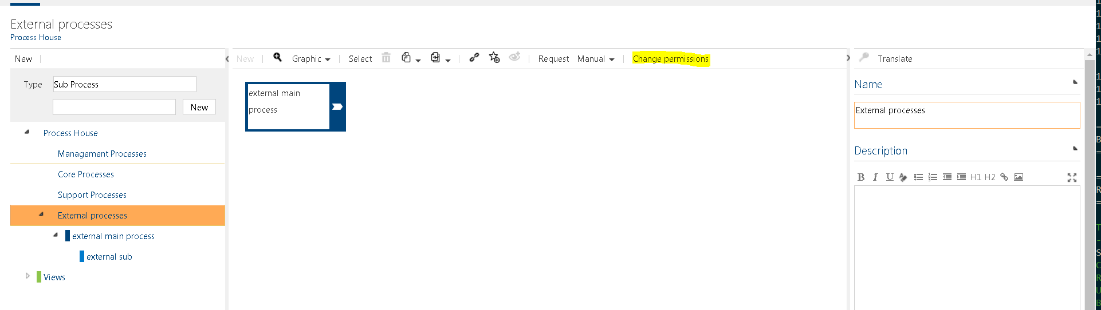 External processes
Process House
New
New Graphic Select Request Manual Change permissions
Translate
Type Sub Process
New
Process House
Management Processes
Core Processes
Support Processes
External processes
external main process
external sub
Views
external main
process
Name
External processes
Description
B I U H1 H2